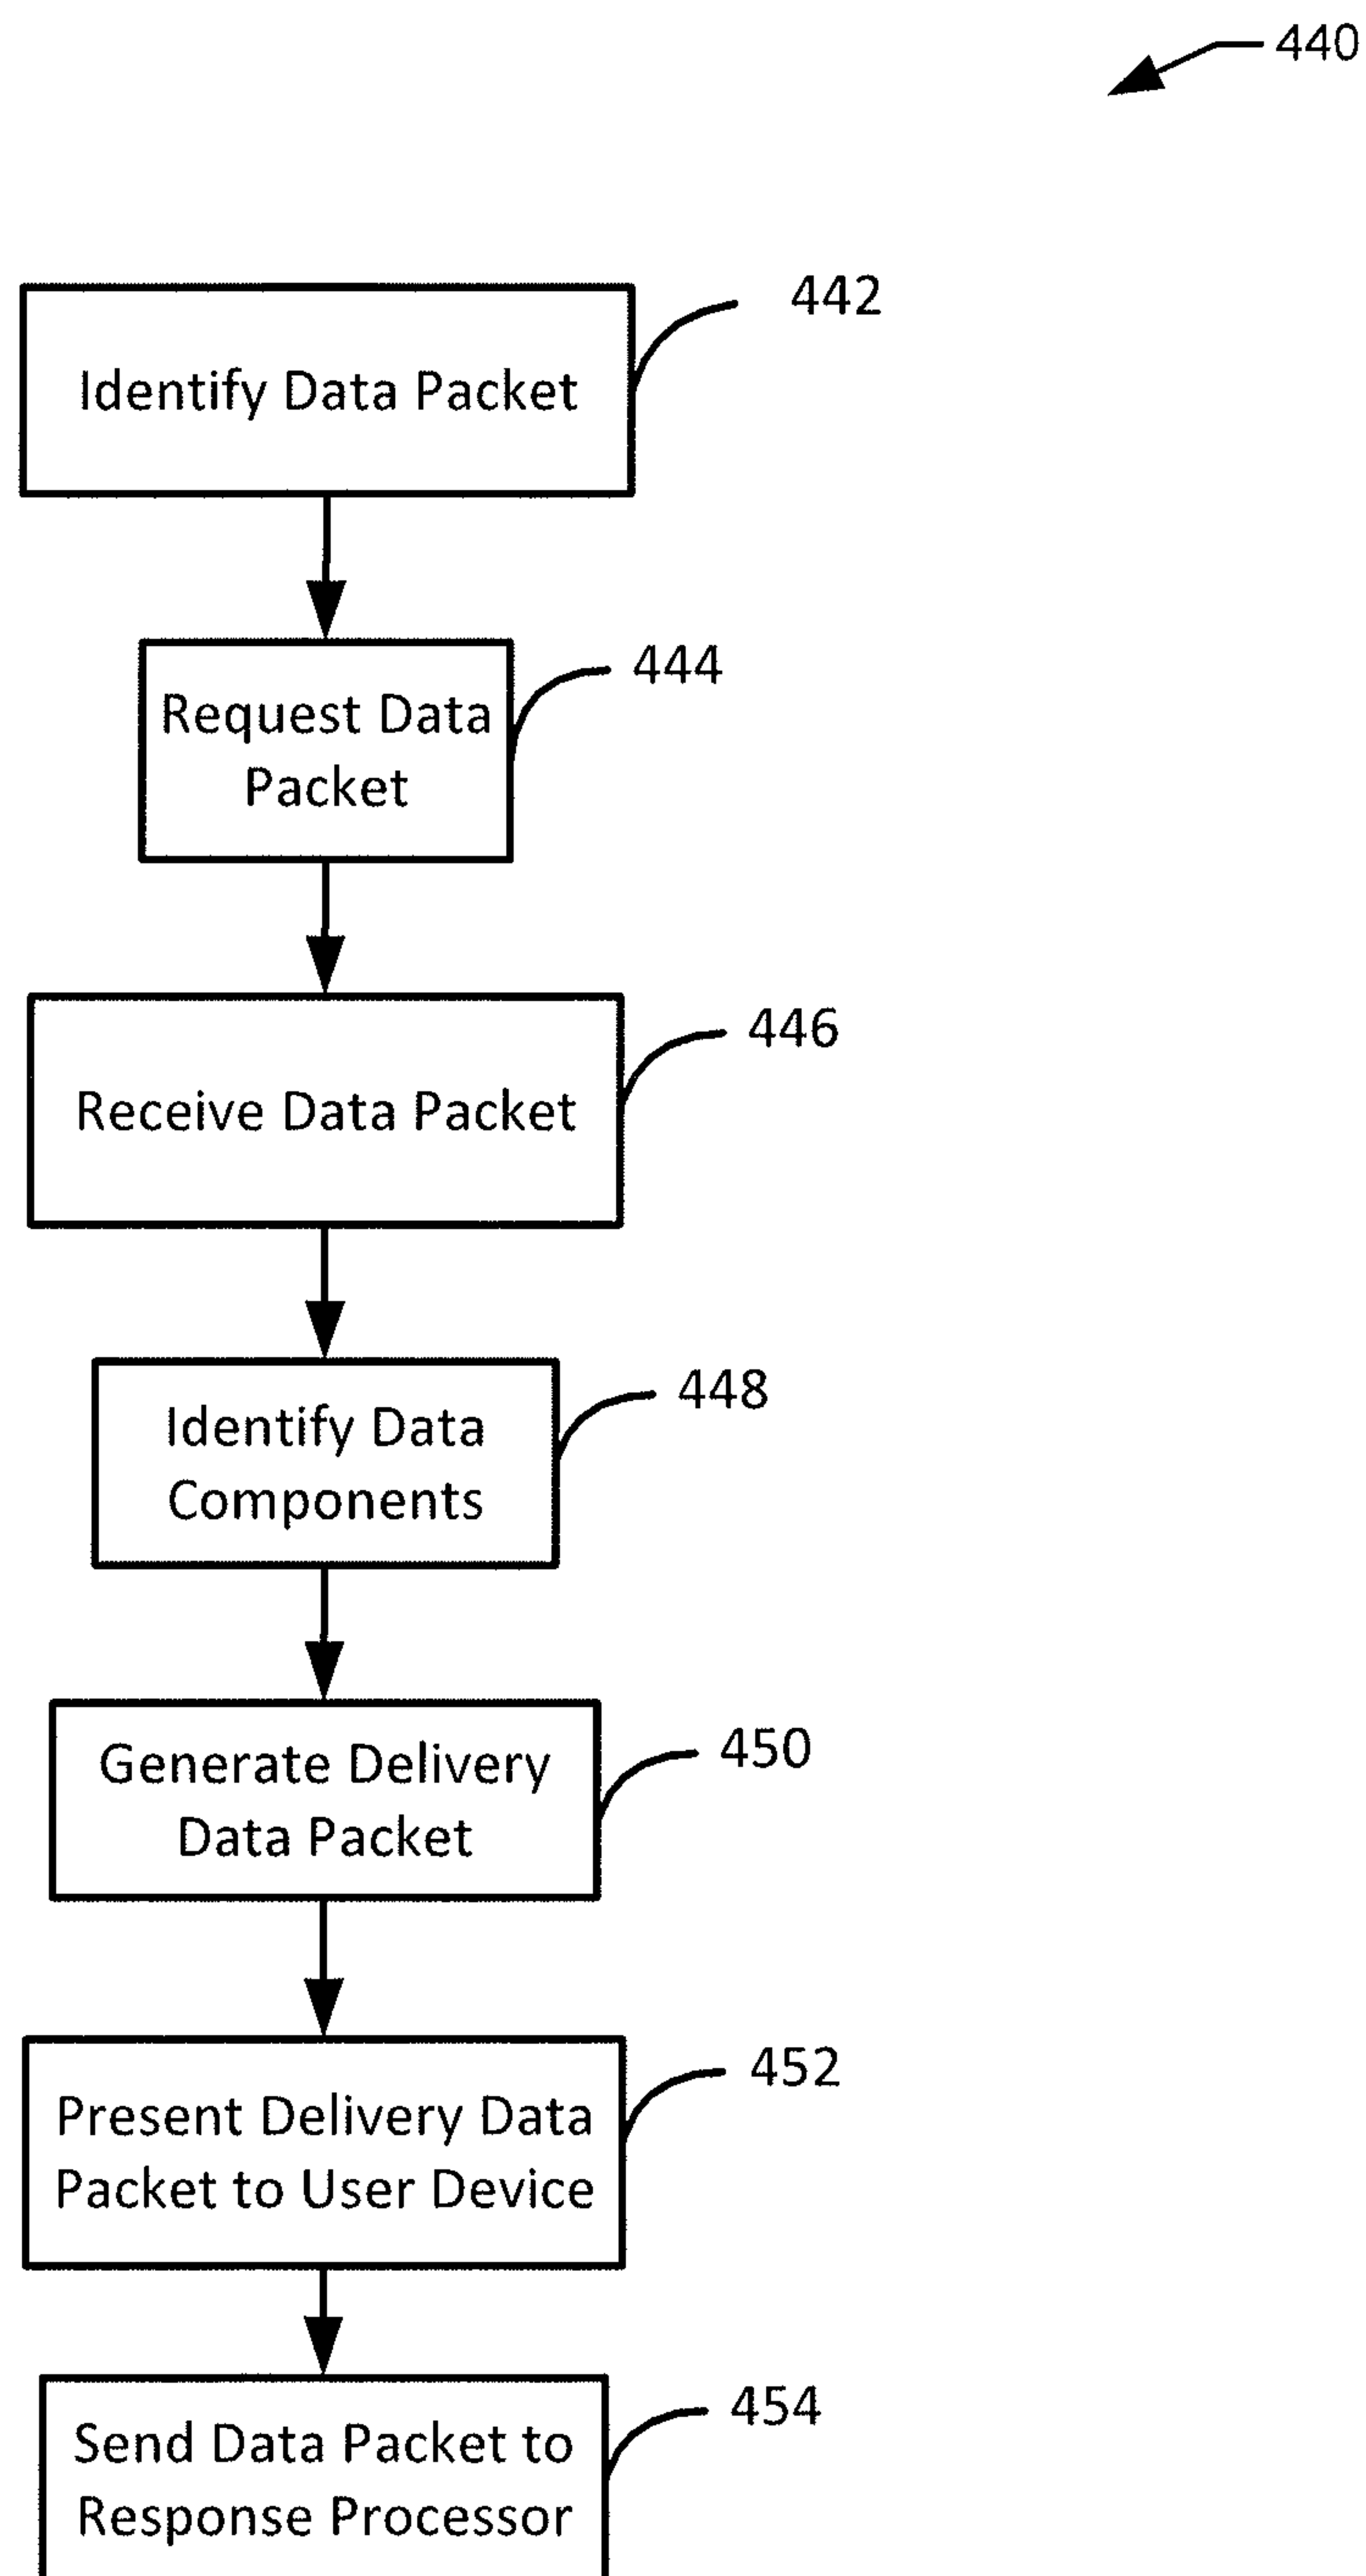 440
442
Identify Data Packet
444
Request Data
Packet
446
Receive Data Packet
448
Identify Data
Components
450
Generate Delivery
Data Packet
452
Present Delivery Data
Packet to User Device
454
Send Data Packet to
Response Processor